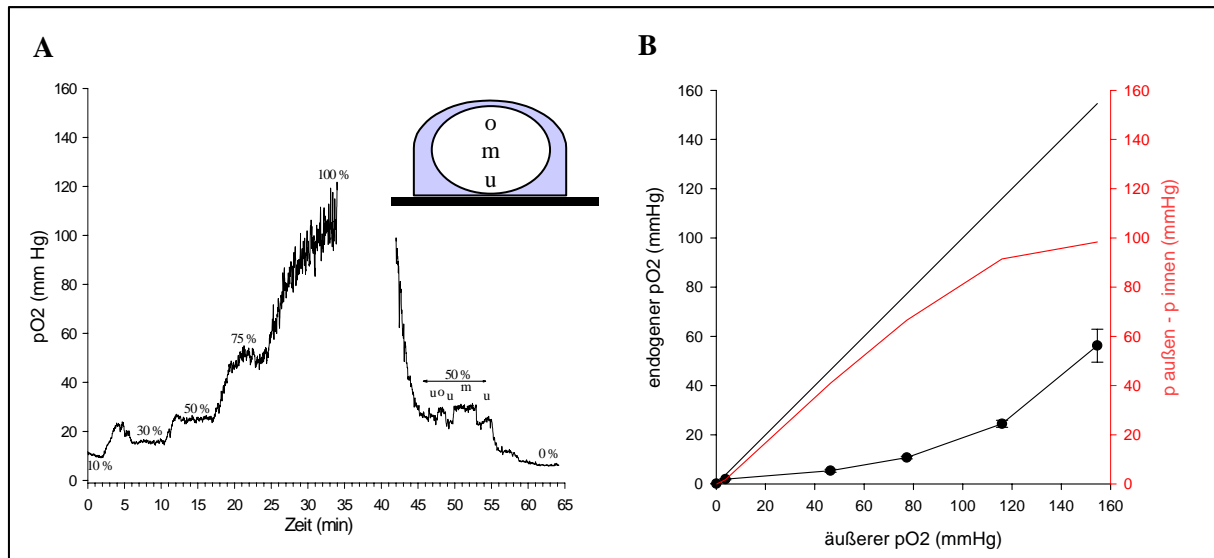 A
160
140
120
100
80
60
40
20
0
pO2 (mm Hg)
10 %
30 %
50 %
75 %
100 %
50 %
u o u m u
0 %
0 5 10 15 20 25 30 35 40 45 50 55 60 65
Zeit (min)
o
m
u
B
160
140
120
100
80
60
40
20
0
endogener pO2 (mmHg)
0 20 40 60 80 100 120 140 160
äußerer pO2 (mmHg)
160
140
120
100
80
60
40
20
0
p außen - p innen (mmHg)